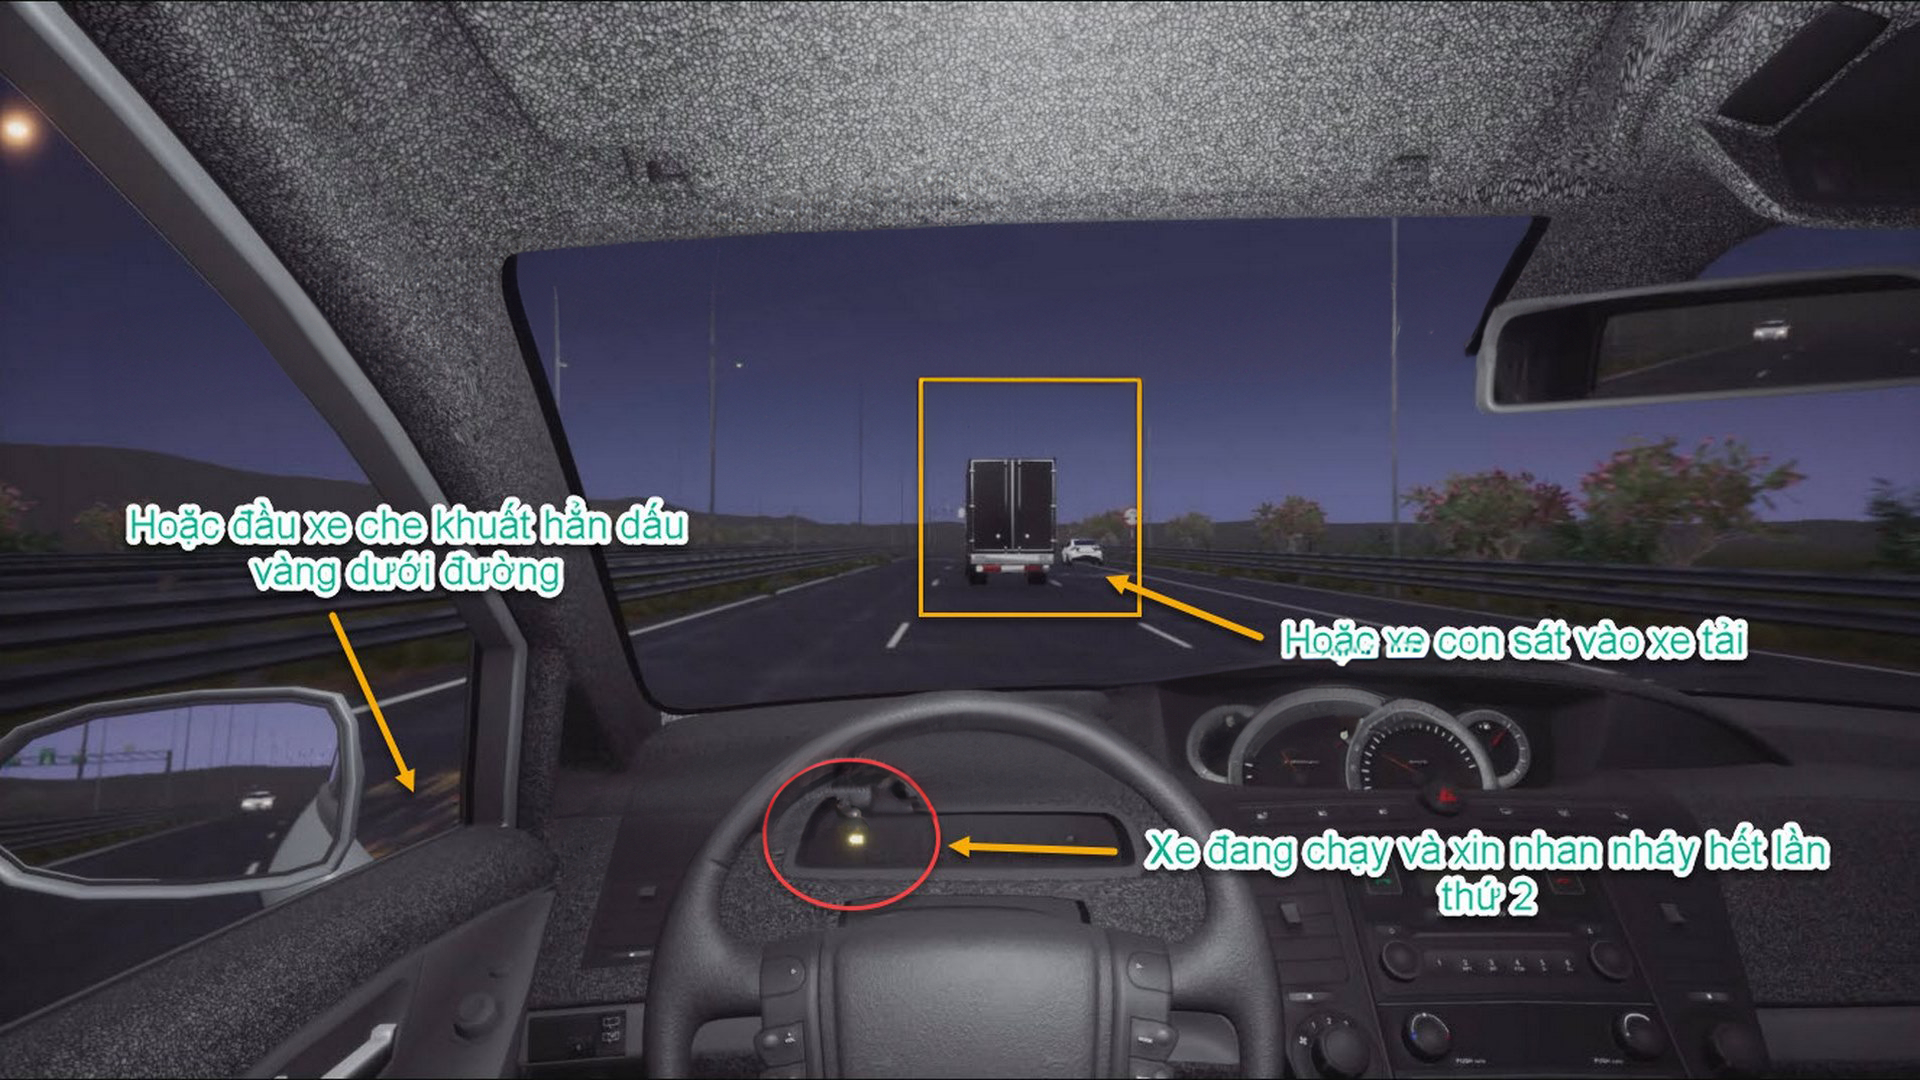 Hoặc đầu xe che khuất hẳn dấu
vàng dưới đường
Hoặc xe con sát vào xe tải
Xe đang chạy và xin nhan nháy hết lần
thứ 2